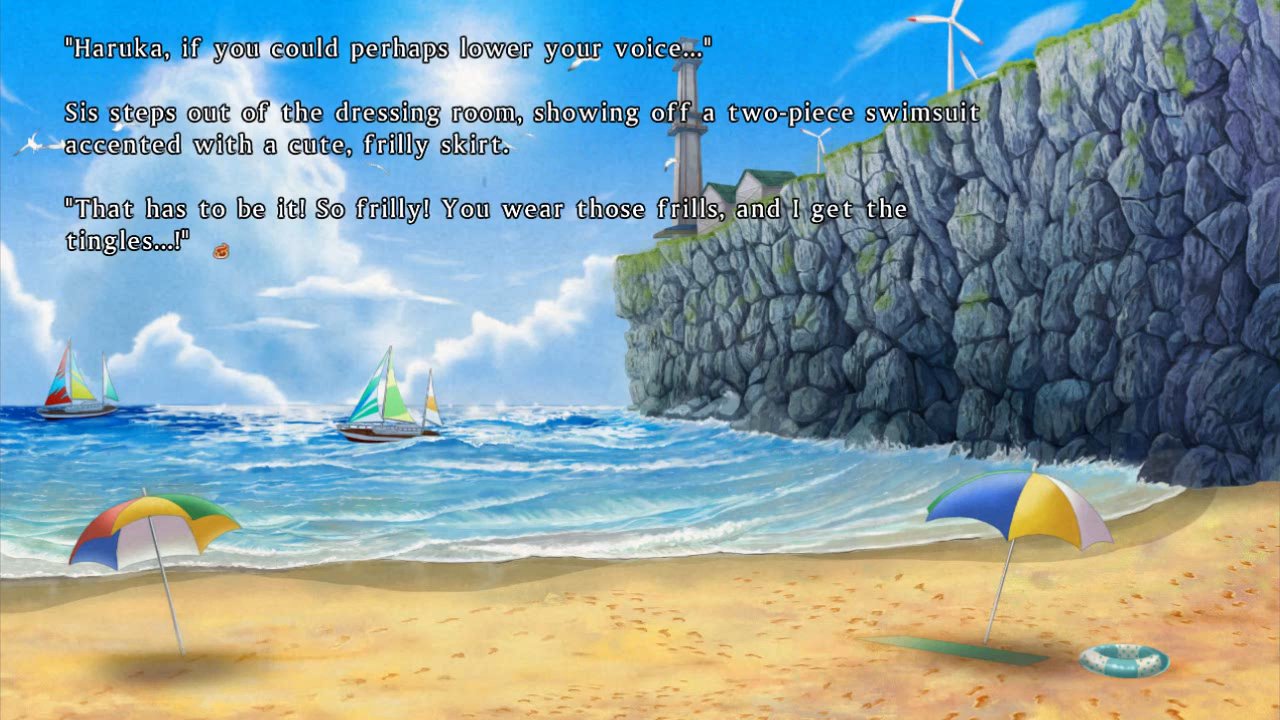 "Haruka, if you could perhaps lower your voice..."
Sis steps out of the dressing room, showing off a two-piece swimsuit
accented with a cute, frilly skirt.
"That has to be it! So frilly! You wear those frills, and I get the
tingles...!"